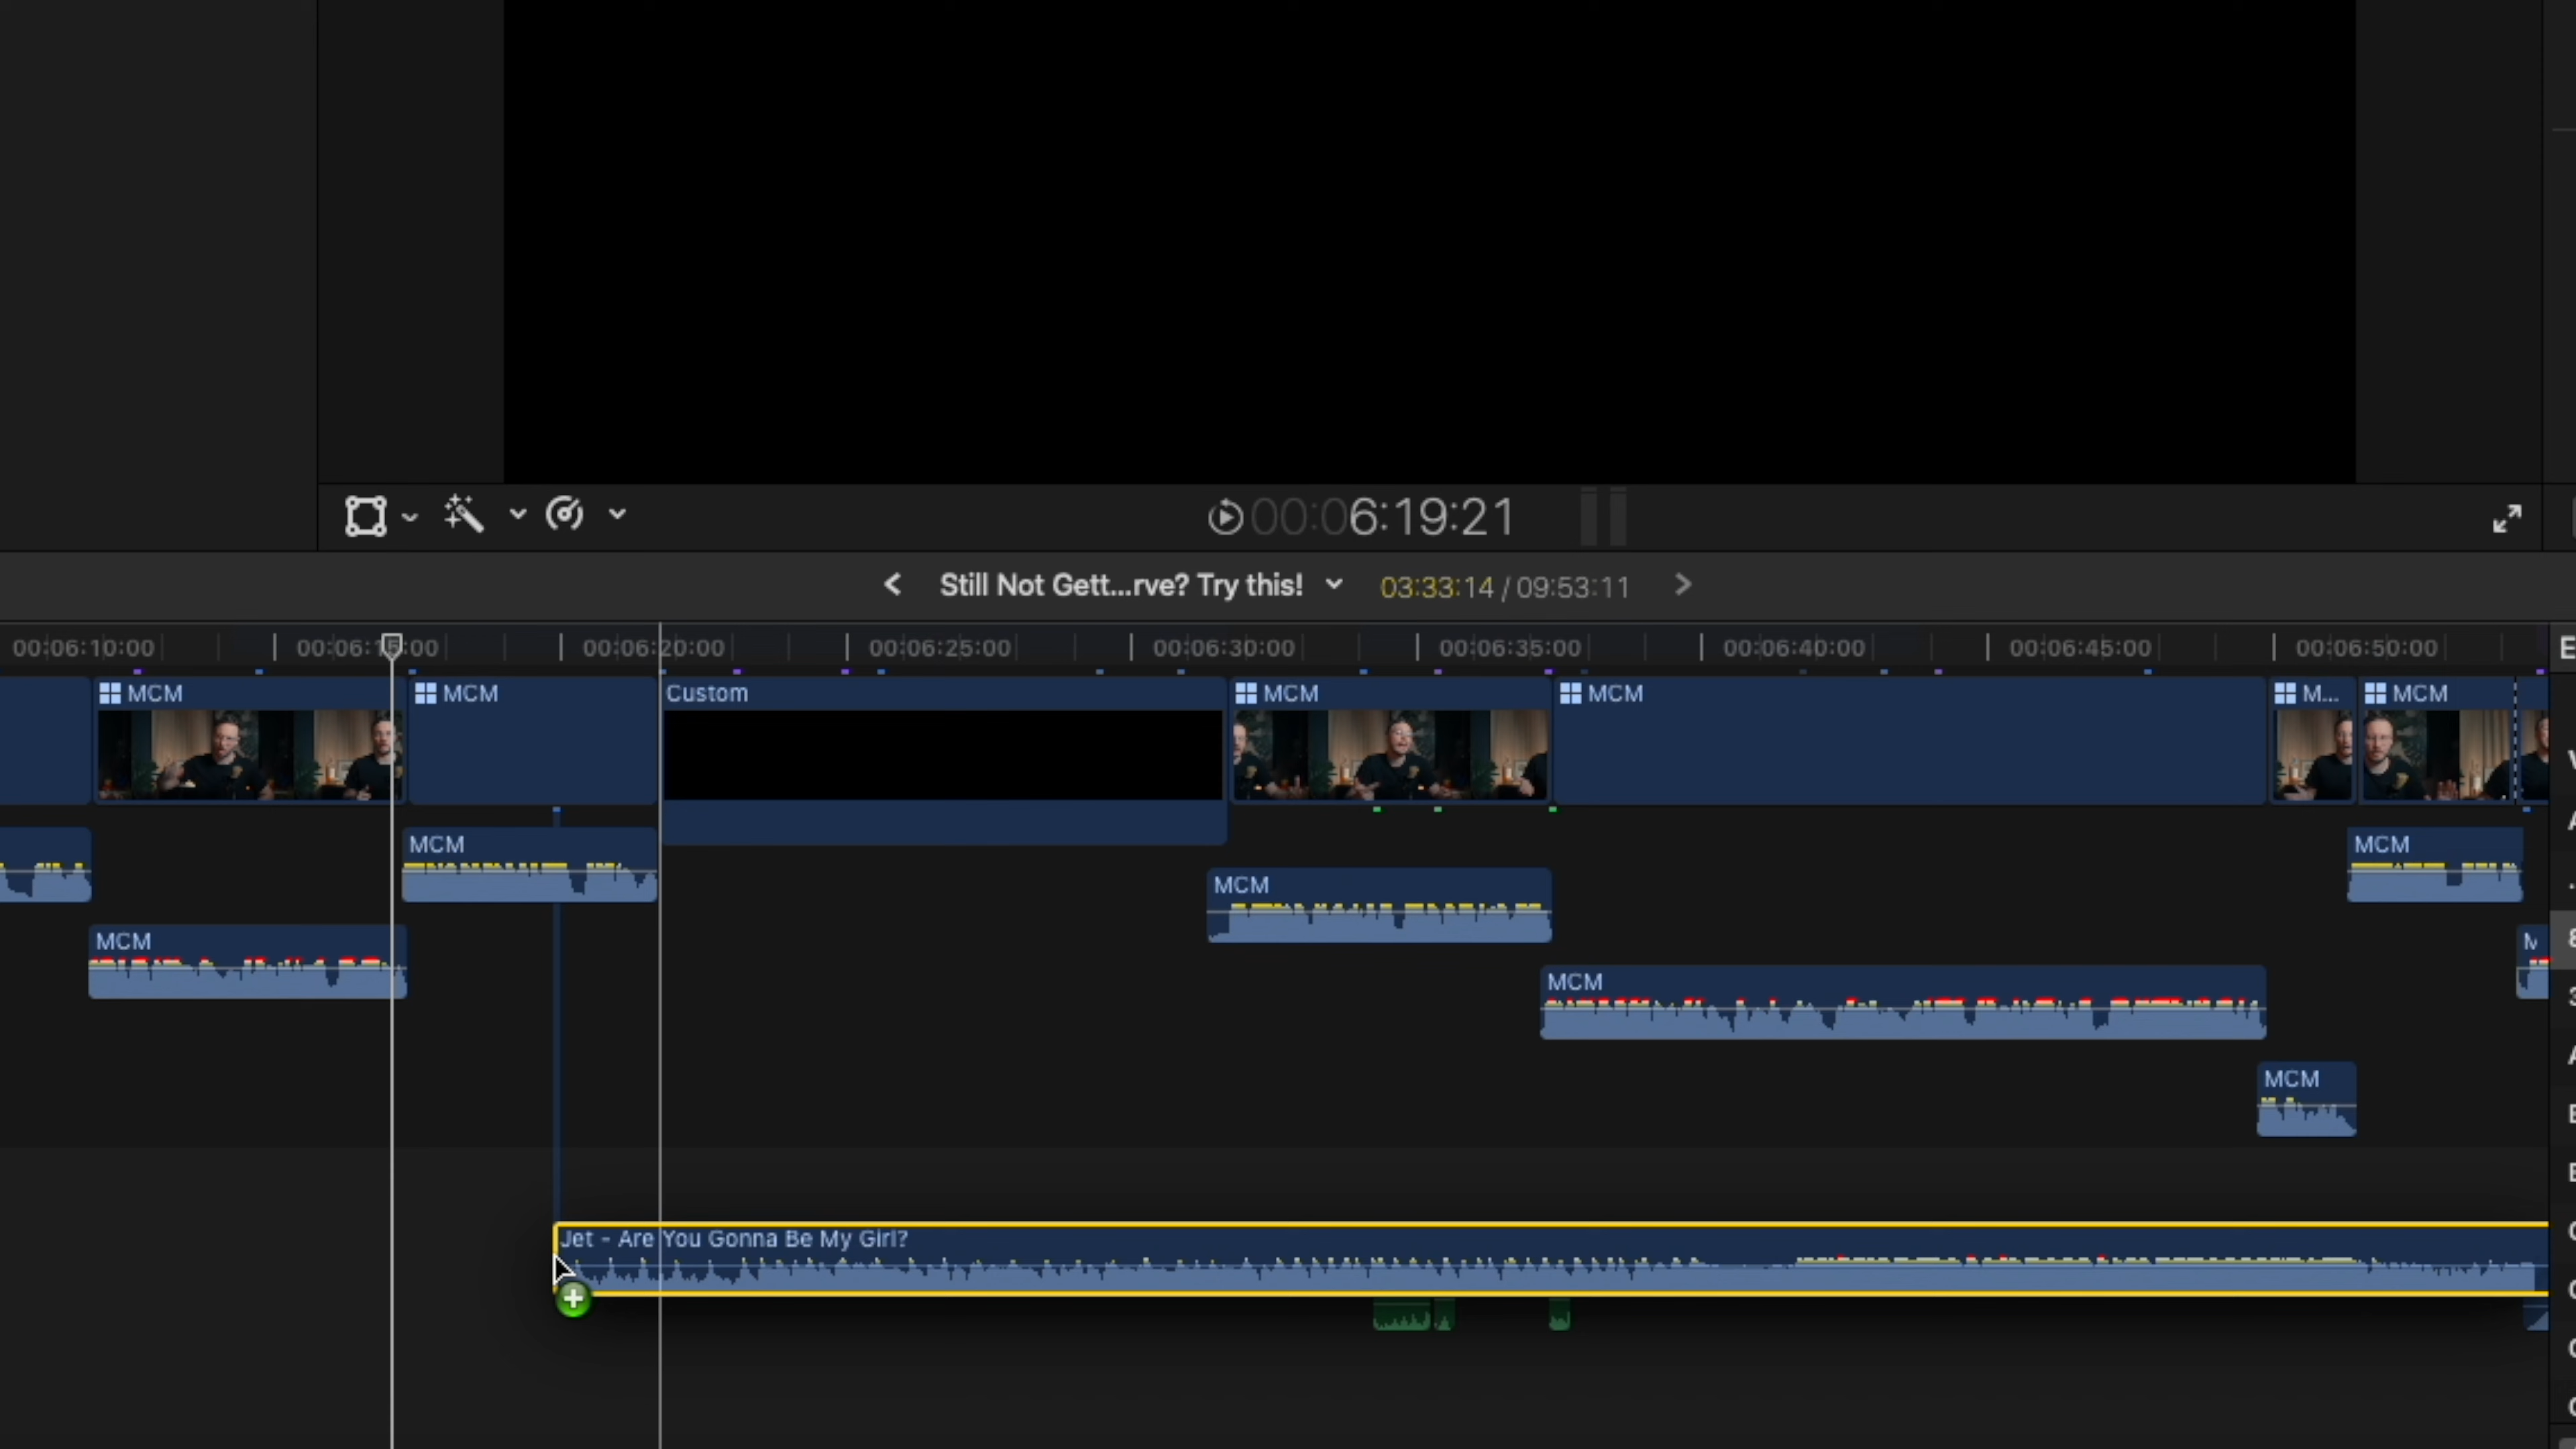 00:06:19:21
Still Not Gett...rve? Try this!
03:33:14 / 09:53:11
00:06:10:00
00:06:15:00
00:06:20:00
00:06:25:00
00:06:30:00
00:06:35:00
00:06:40:00
00:06:45:00
00:06:50:00
MCM
MCM
Custom
MCM
MCM
M...
MCM
MCM
MCM
MCM
MCM
MCM
MCM
MCM
Jet - Are You Gonna Be My Girl?